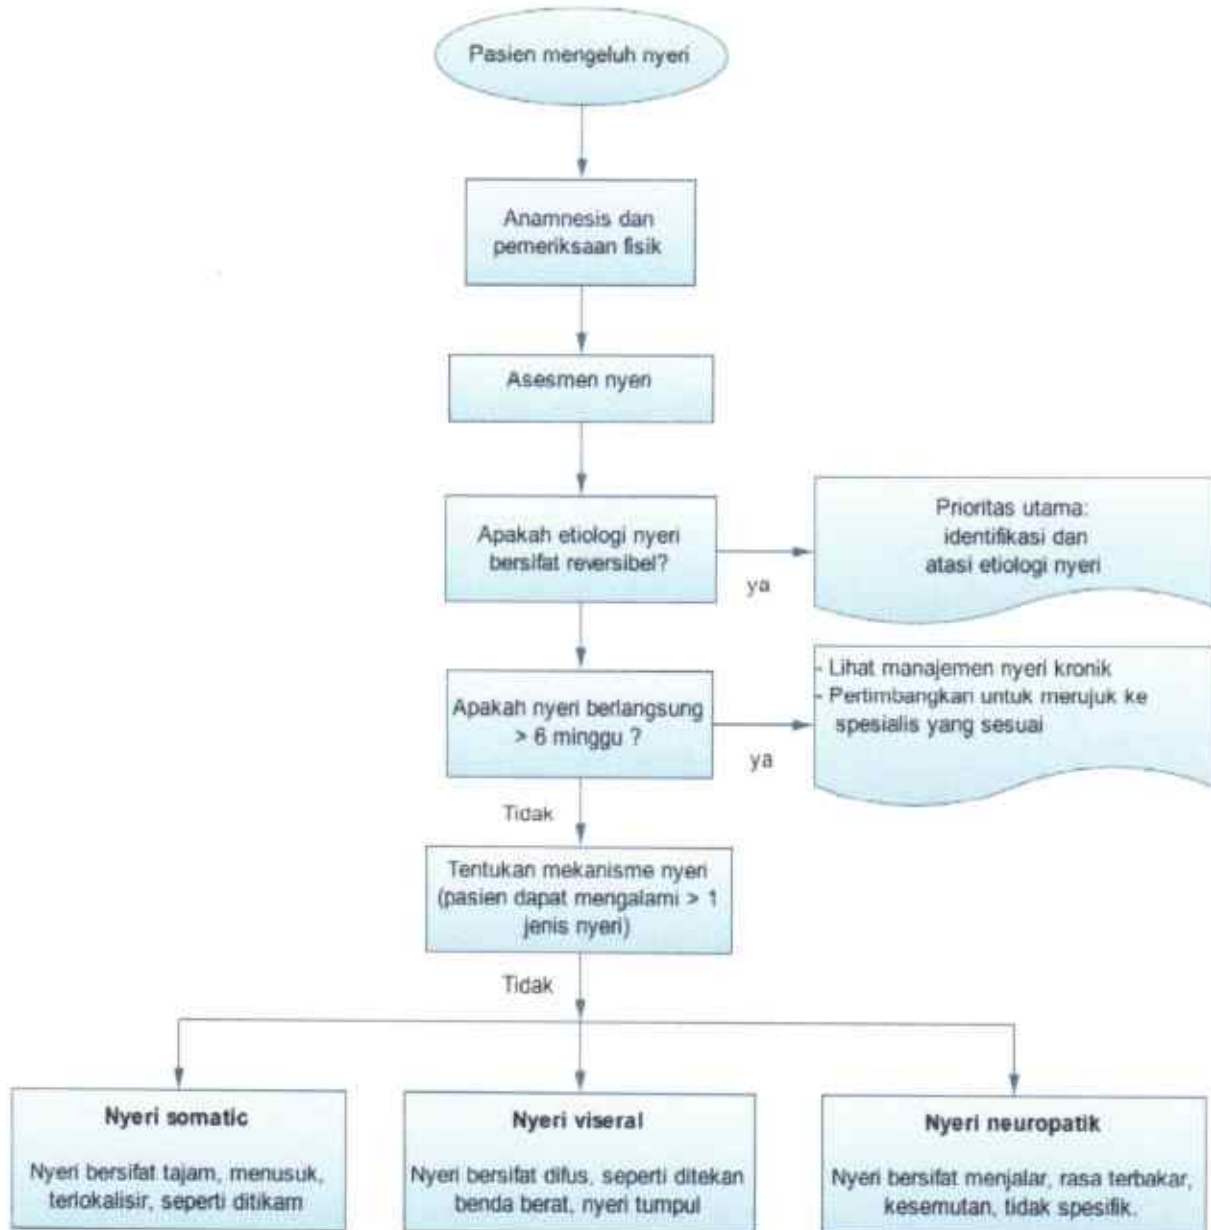 Pasien mengeluh nyeri
Anamnesis dan
pemeriksaan fisik
Asesmen nyeri
Apakah etiologi nyeri
bersifat reversibel?
ya
Prioritas utama:
identifikasi dan
atasi etiologi nyeri
Apakah nyeri berlangsung
> 6 minggu ?
ya
- Lihat manajemen nyeri kronik
- Pertimbangkan untuk merujuk ke
spesialis yang sesuai
Tidak
Tentukan mekanisme nyeri
(pasien dapat mengalami > 1
jenis nyeri)
Tidak
Nyeri somatic
Nyeri bersifat tajam, menusuk,
terlokalisir, seperti ditikam
Nyeri viseral
Nyeri bersifat difus, seperti ditekan
benda berat, nyeri tumpul
Nyeri neuropatik
Nyeri bersifat menjalar, rasa terbakar,
kesemutan, tidak spesifik.